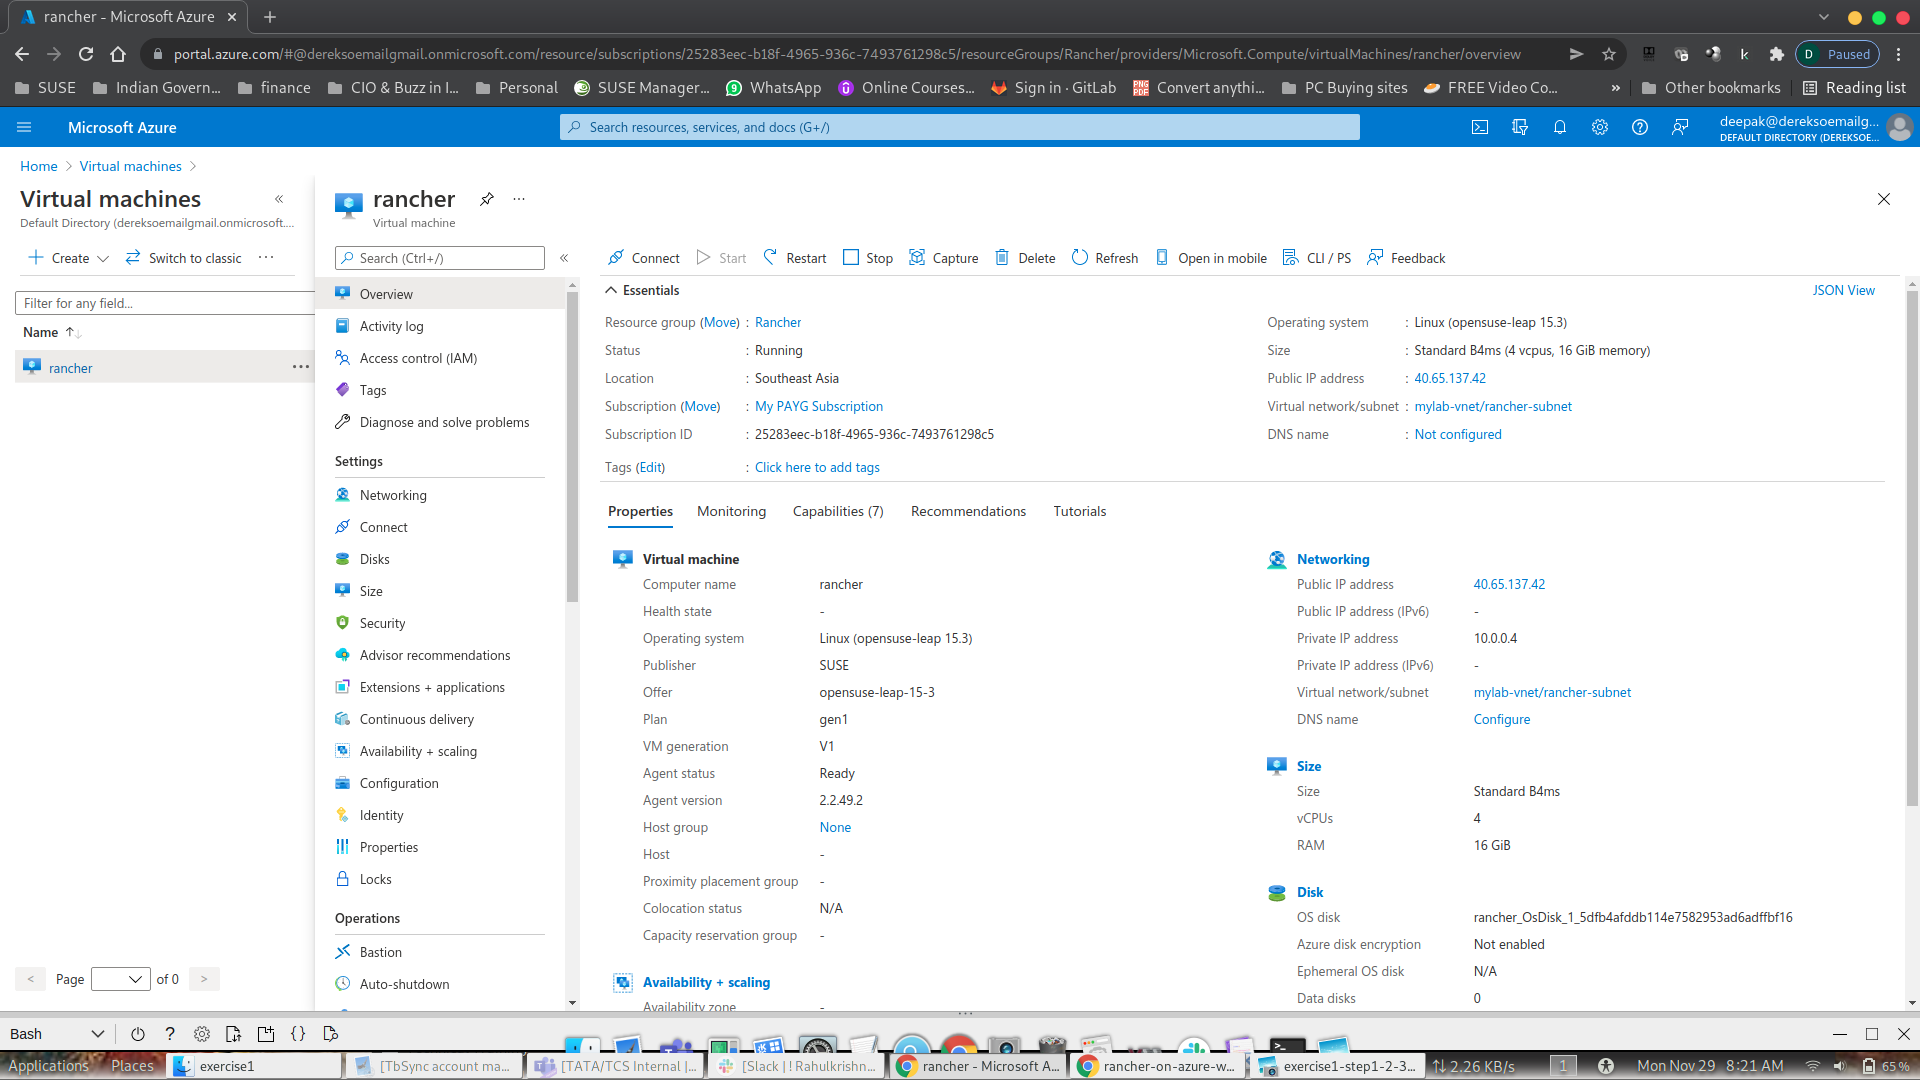 rancher - Microsoft Azure
portal.azure.com/#@dereksoemailgmail.onmicrosoft.com/resource/subscriptions/25283eec-b18f-4965-936c-7493761298c5/resourceGroups/Rancher/providers/Microsoft.Compute/virtualMachines/rancher/overview
D Paused
SUSE Indian Govern... finance CIO & Buzz in I... Personal SUSE Manager... WhatsApp Online Courses... Sign in · GitLab Convert anythi... PC Buying sites FREE Video Co... » Other bookmarks Reading list
Microsoft Azure
Search resources, services, and docs (G+/)
deepak@dereksoemailg...
DEFAULT DIRECTORY (DEREKSOE...
Home > Virtual machines >
Virtual machines
Default Directory (dereksoemailgmail.onmicrosoft....
Create Switch to classic ...
Filter for any field...
Name
rancher ...
< Page of 0 >
rancher
Virtual machine
Search (Ctrl+/)
Overview
Activity log
Access control (IAM)
Tags
Diagnose and solve problems
Settings
Networking
Connect
Disks
Size
Security
Advisor recommendations
Extensions + applications
Continuous delivery
Availability + scaling
Configuration
Identity
Properties
Locks
Operations
Bastion
Auto-shutdown
Connect Start Restart Stop Capture Delete Refresh Open in mobile CLI / PS Feedback
Essentials
JSON View
Resource group (Move) : Rancher
Status : Running
Location : Southeast Asia
Subscription (Move) : My PAYG Subscription
Subscription ID : 25283eec-b18f-4965-936c-7493761298c5
Tags (Edit) : Click here to add tags
Operating system : Linux (opensuse-leap 15.3)
Size : Standard B4ms (4 vcpus, 16 GiB memory)
Public IP address : 40.65.137.42
Virtual network/subnet : mylab-vnet/rancher-subnet
DNS name : Not configured
Properties Monitoring Capabilities (7) Recommendations Tutorials
Virtual machine
Computer name rancher
Health state -
Operating system Linux (opensuse-leap 15.3)
Publisher SUSE
Offer opensuse-leap-15-3
Plan gen1
VM generation V1
Agent status Ready
Agent version 2.2.49.2
Host group None
Host -
Proximity placement group -
Colocation status N/A
Capacity reservation group -
Availability + scaling
Availability zone -
Networking
Public IP address 40.65.137.42
Public IP address (IPv6) -
Private IP address 10.0.0.4
Private IP address (IPv6) -
Virtual network/subnet mylab-vnet/rancher-subnet
DNS name Configure
Size
Size Standard B4ms
vCPUs 4
RAM 16 GiB
Disk
OS disk rancher_OsDisk_1_5dfb4afddb114e7582953ad6adffbf16
Azure disk encryption Not enabled
Ephemeral OS disk N/A
Data disks 0
Bash
Applications Places exercise1 [TbSync account ma... [TATA/TCS Internal |... [Slack | ! Rahulkrishn... rancher - Microsoft A... rancher-on-azure-w... exercise1-step1-2-3... 2.26 KB/s 1 Mon Nov 29 8:21 AM 65 %